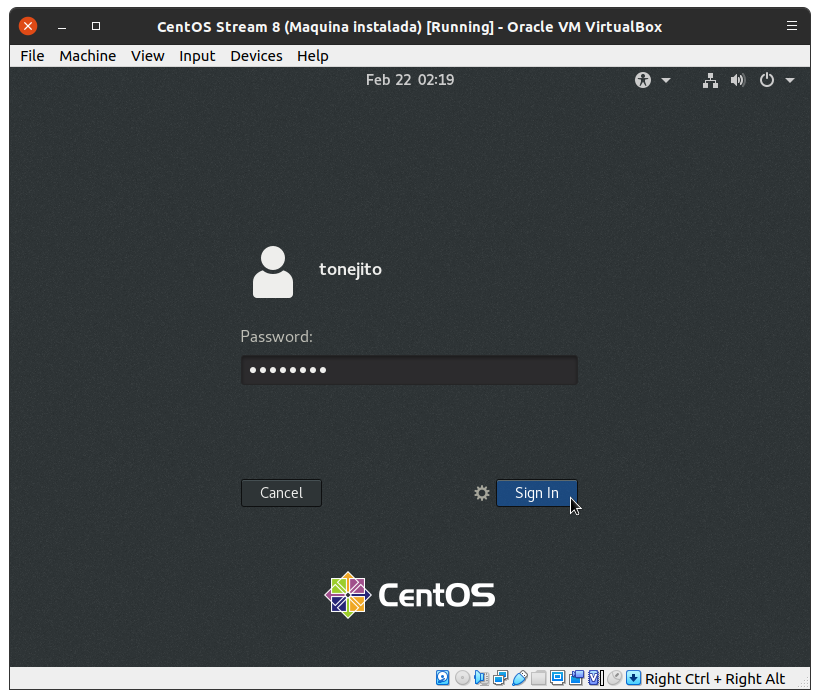 CentOS Stream 8 (Maquina instalada) [Running] - Oracle VM VirtualBox
File Machine View Input Devices Help
Feb 22 02:19
tonejito
Password:
Cancel
Sign In
CentOS
Right Ctrl + Right Alt